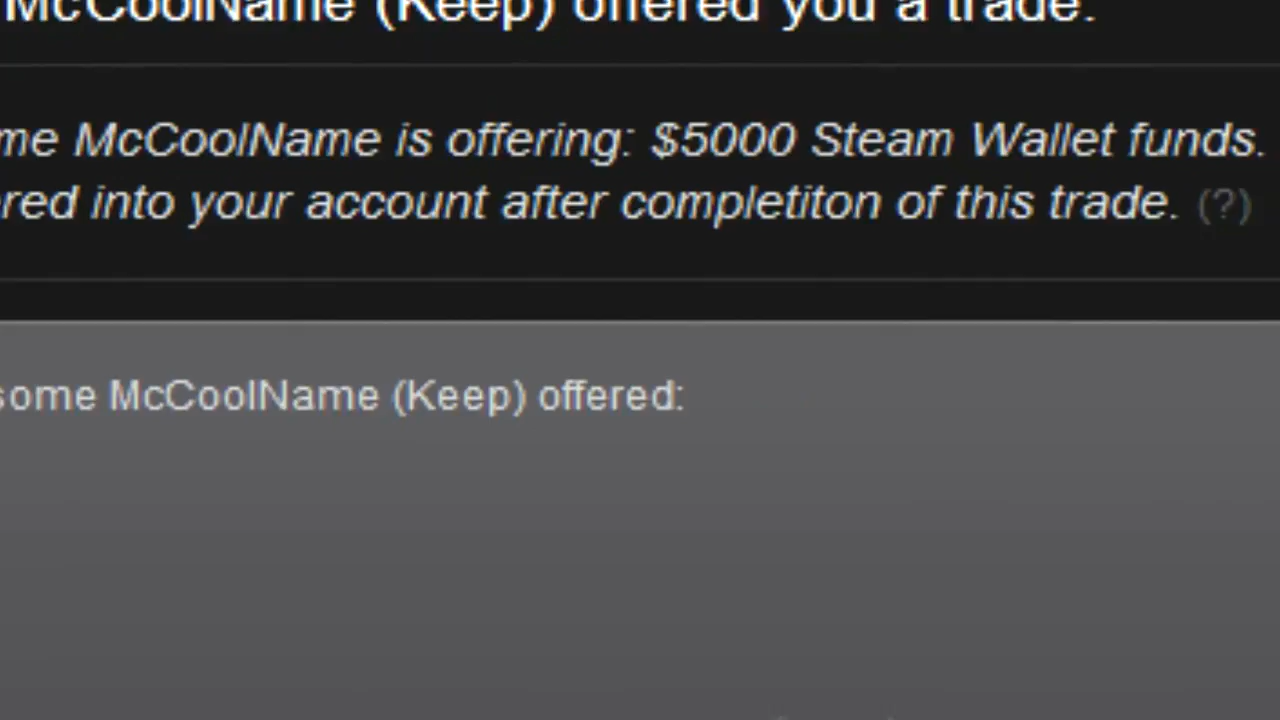 McCoolName (Keep) offered you a trade.
me McCoolName is offering: $5000 Steam Wallet funds.
red into your account after completiton of this trade. (?)
some McCoolName (Keep) offered: